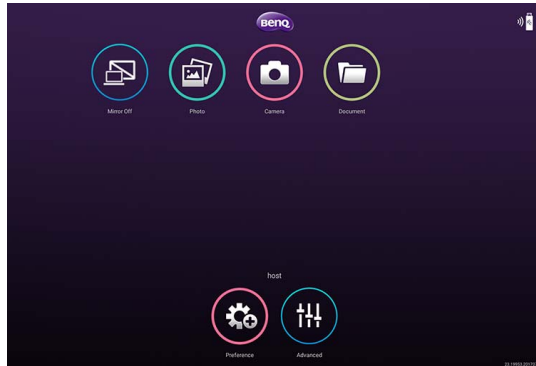 BenQ
Mirror Off
Photo
Camera
Document
host
Preference
Advanced